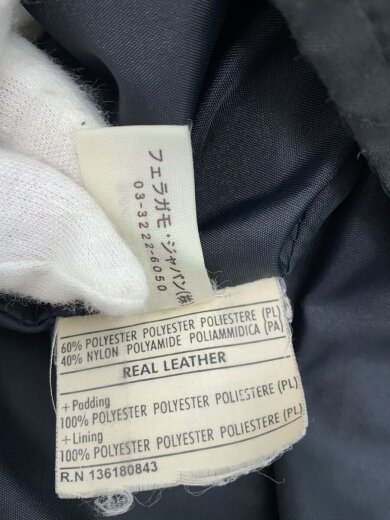 フェラガモ・ジャパン(株
03-3222-6050
60% POLYESTER POLYESTER POLIESTERE (PL)
40% NYLON POLYAMIDE POLIAMMIDICA (PA)
REAL LEATHER
+ Padding
100% POLYESTER POLYESTER POLIESTERE (PL)
+ Lining
100% POLYESTER POLYESTER POLIESTERE (PL)
R.N 136180843